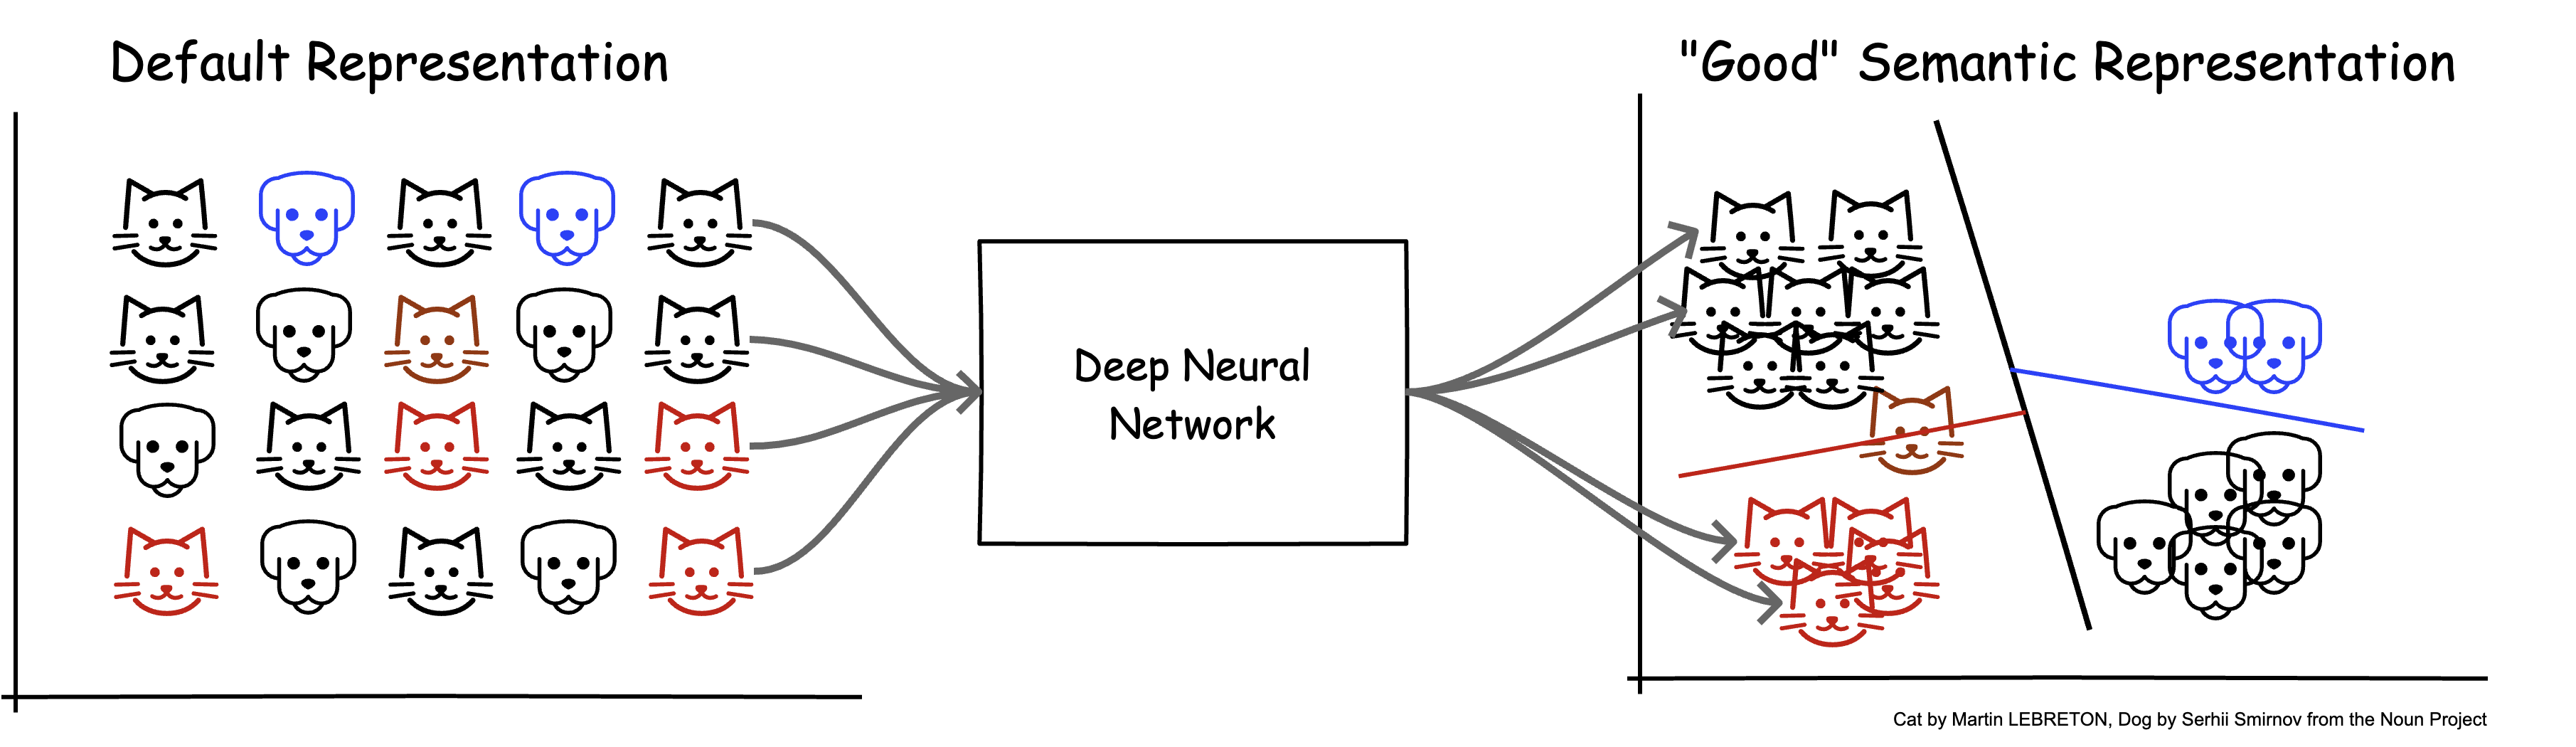 Default Representation
"Good" Semantic Representation
Deep Neural
Network
Cat by Martin LEBRETON, Dog by Serhii Smirnov from the Noun Project